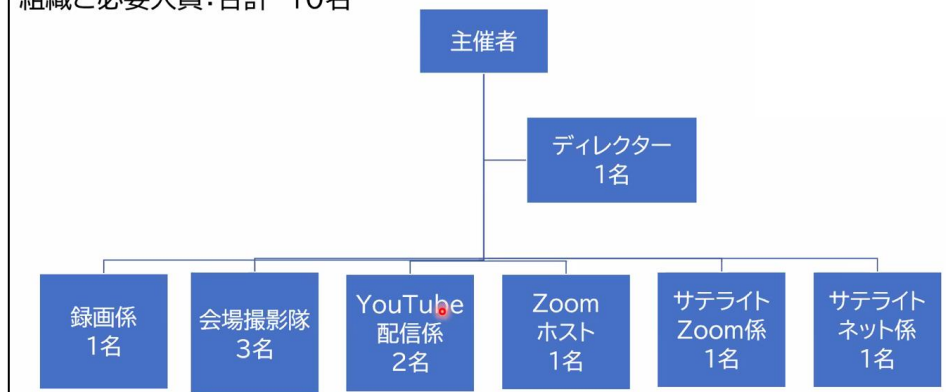 組織と必要人員：合計　10名
主催者
ディレクター
1名
録画係
1名
会場撮影隊
3名
YouTube
配信係
2名
Zoom
ホスト
1名
サテライト
Zoom係
1名
サテライト
ネット係
1名